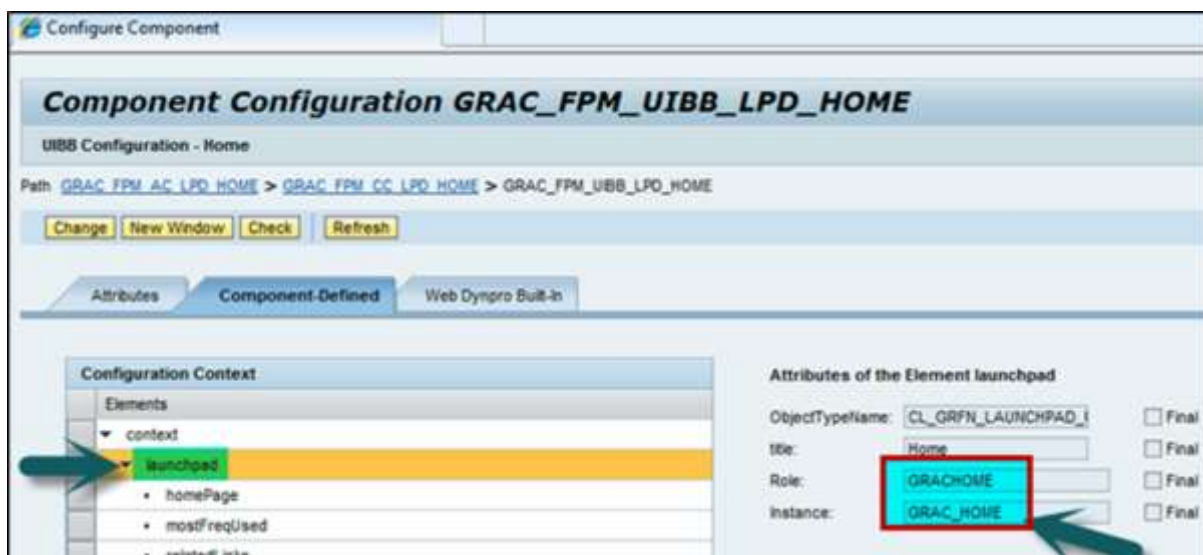 Configure Component
Component Configuration GRAC_FPM_UIBB_LPD_HOME
UIBB Configuration - Home
Path GRAC_FPM_AC_LPD_HOME > GRAC_FPM_CC_LPD_HOME > GRAC_FPM_UIBB_LPD_HOME
Change New Window Check Refresh
Attributes Component-Defined Web Dynpro Built-In
Configuration Context
Elements
context
launchpad
homePage
mostFreqUsed
Attributes of the Element launchpad
ObjectTypeName: CL_GRFN_LAUNCHPAD_ Final
title: Home Final
Role: GRACHOME Final
Instance: GRAC_HOME Final